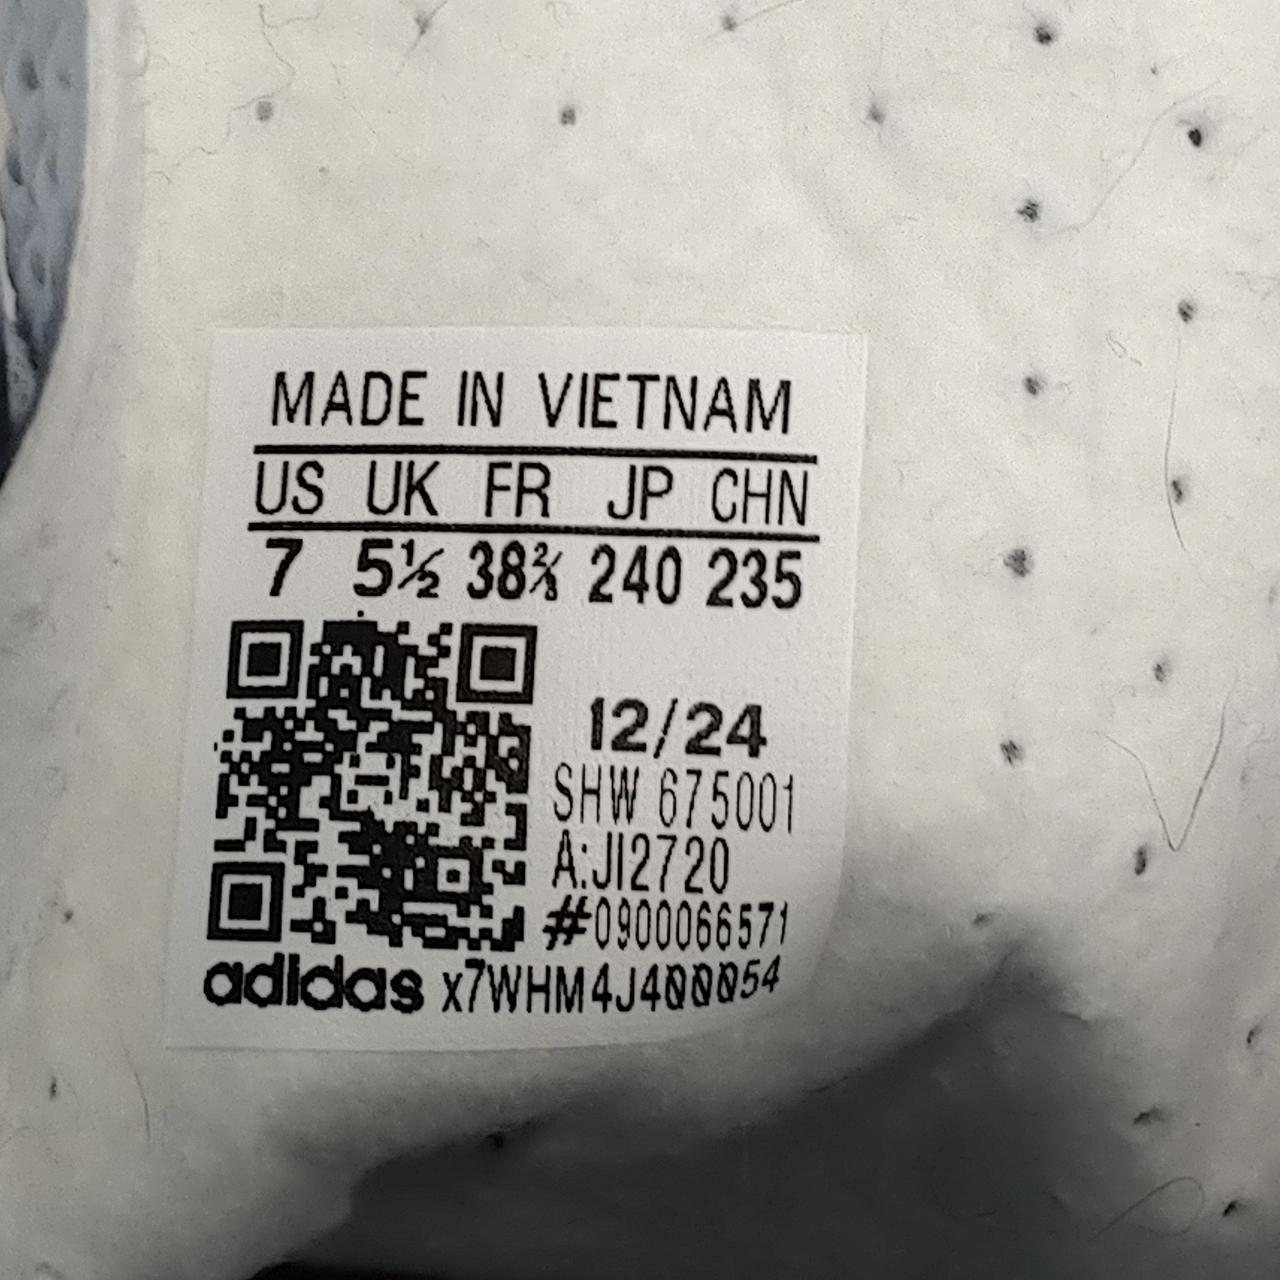 MADE IN VIETNAM
US UK FR JP CHN
7 5½ 38⅔ 240 235
12/24
SHW 675001
A:JI2720
#0900066571
adidas x7WHM4J400054